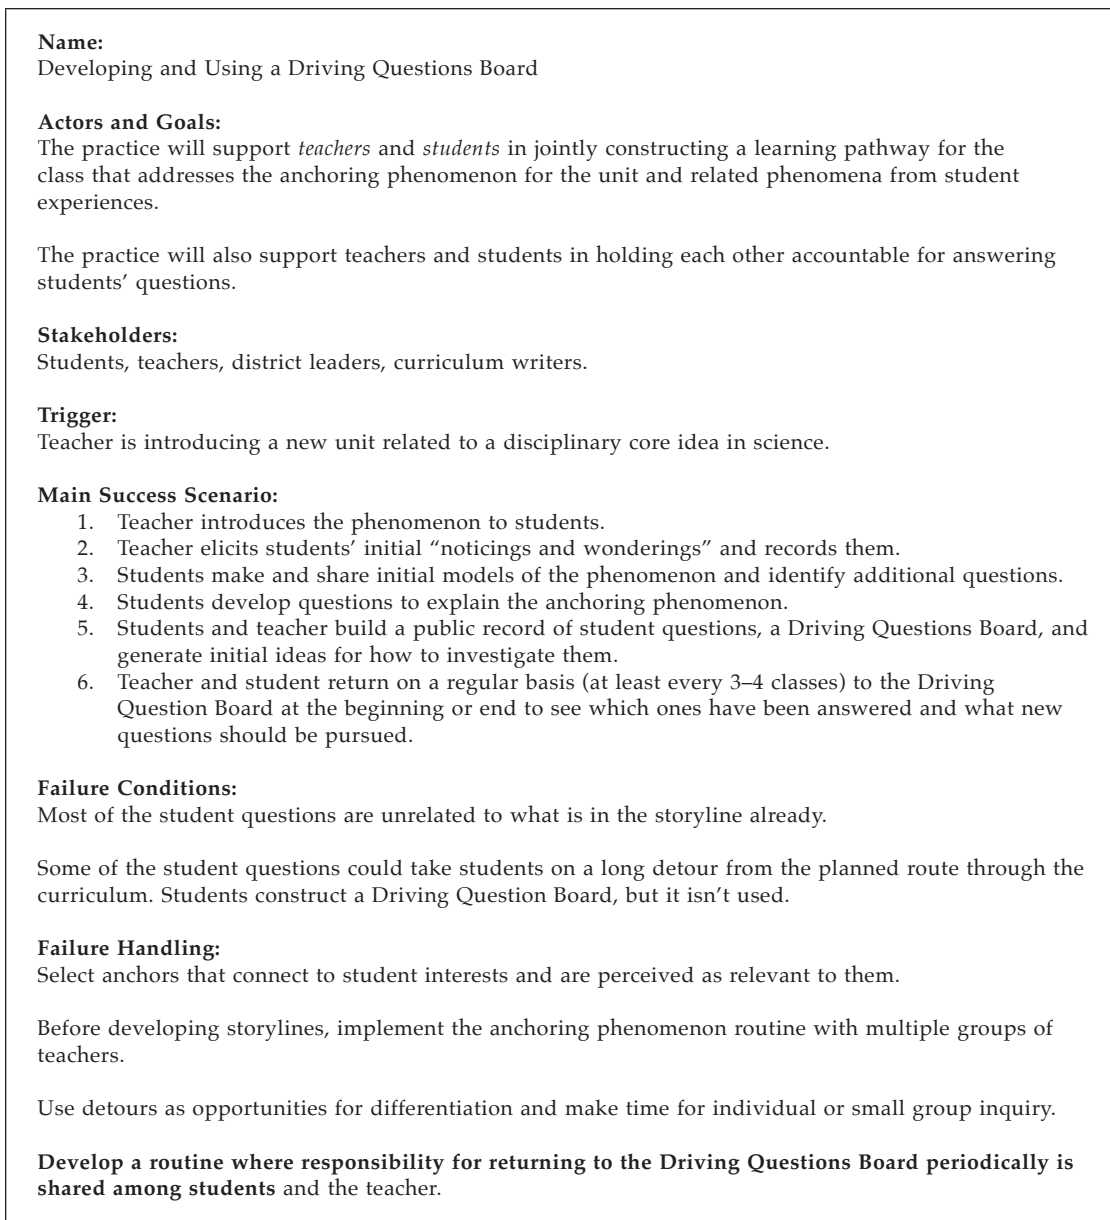 Name:
Developing and Using a Driving Questions Board
Actors and Goals:
The practice will support teachers and students in jointly constructing a learning pathway for the
class that addresses the anchoring phenomenon for the unit and related phenomena from student
experiences.
The practice will also support teachers and students in holding each other accountable for answering
students’ questions.
Stakeholders:
Students, teachers, district leaders, curriculum writers.
Trigger:
Teacher is introducing a new unit related to a disciplinary core idea in science.
Main Success Scenario:
1. Teacher introduces the phenomenon to students.
2. Teacher elicits students’ initial “noticings and wonderings” and records them.
3. Students make and share initial models of the phenomenon and identify additional questions.
4. Students develop questions to explain the anchoring phenomenon.
5. Students and teacher build a public record of student questions, a Driving Questions Board, and
generate initial ideas for how to investigate them.
6. Teacher and student return on a regular basis (at least every 3–4 classes) to the Driving
Question Board at the beginning or end to see which ones have been answered and what new
questions should be pursued.
Failure Conditions:
Most of the student questions are unrelated to what is in the storyline already.
Some of the student questions could take students on a long detour from the planned route through the
curriculum. Students construct a Driving Question Board, but it isn’t used.
Failure Handling:
Select anchors that connect to student interests and are perceived as relevant to them.
Before developing storylines, implement the anchoring phenomenon routine with multiple groups of
teachers.
Use detours as opportunities for differentiation and make time for individual or small group inquiry.
Develop a routine where responsibility for returning to the Driving Questions Board periodically is
shared among students and the teacher.